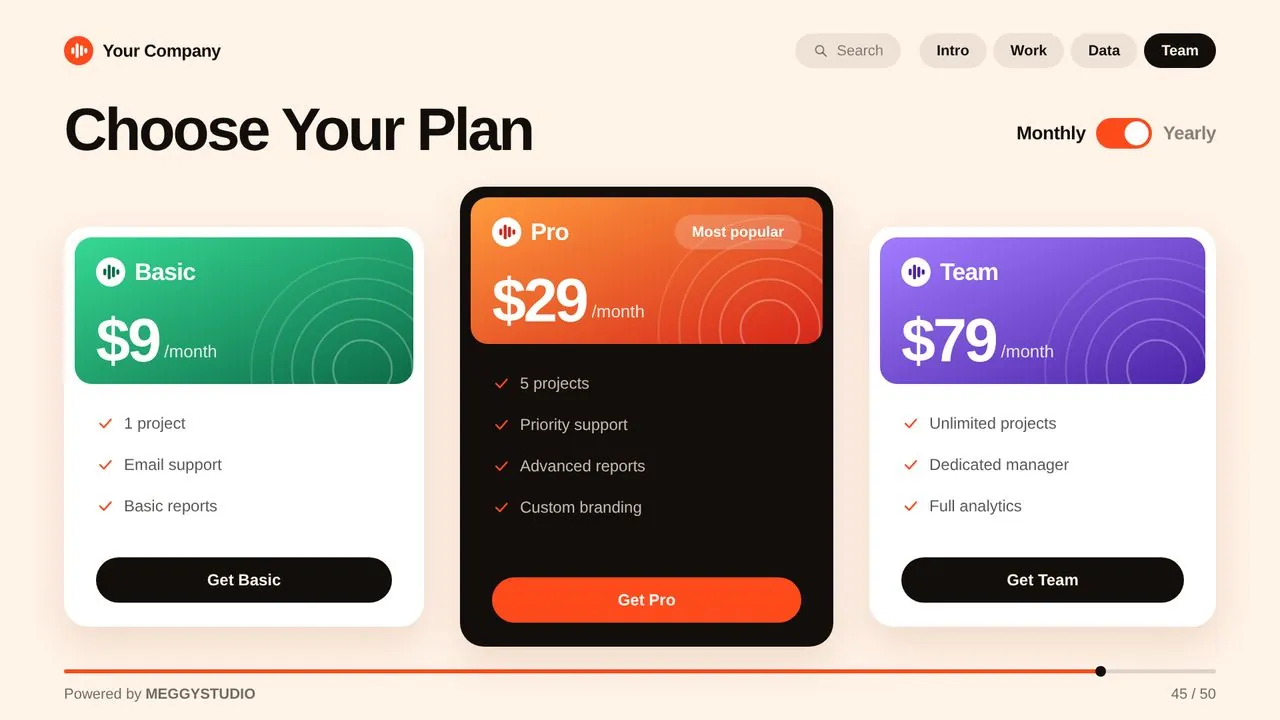 Your Company
Search
Intro
Work
Data
Team
Choose Your Plan
Monthly
Yearly
Basic
$9 /month
1 project
Email support
Basic reports
Get Basic
Pro
Most popular
$29 /month
5 projects
Priority support
Advanced reports
Custom branding
Get Pro
Team
$79 /month
Unlimited projects
Dedicated manager
Full analytics
Get Team
Powered by MEGGYSTUDIO
45 / 50